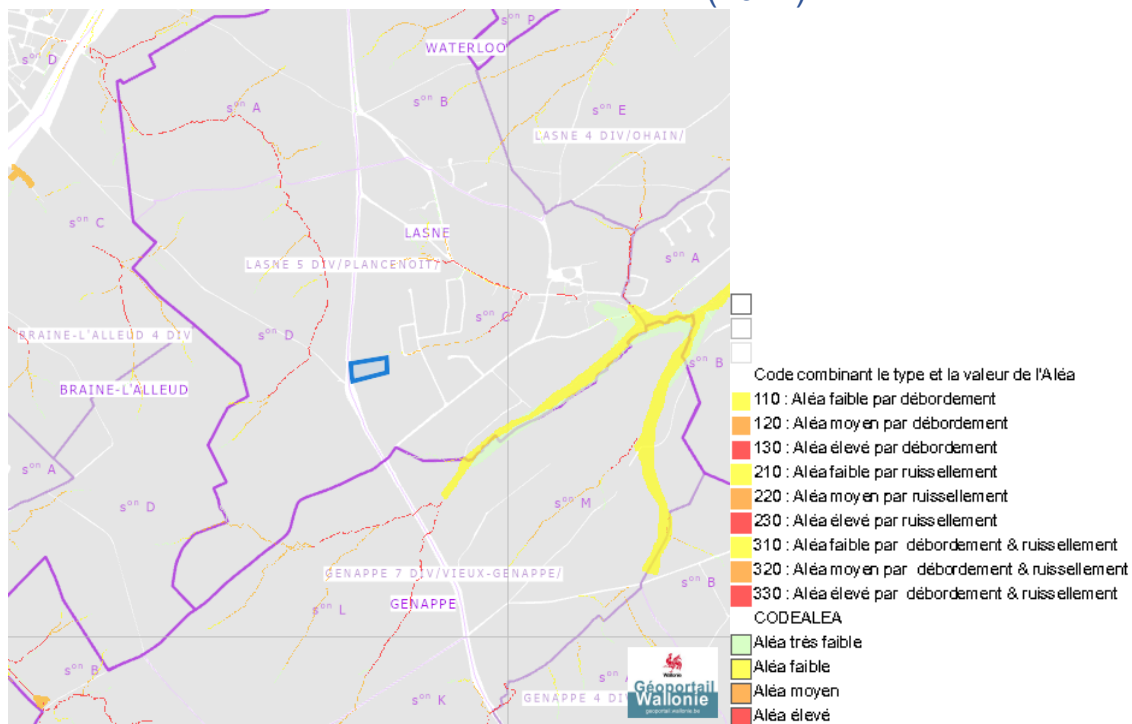 son P
WATERLOO
son D
son B
son A
son E
LASNE 4 DIV/OHAIN/
son C
LASNE
son A
LASNE 5 DIV/PLANCENOIT/
son C
son D
BRAINE-L'ALLEUD 4 DIV
son B
BRAINE-L'ALLEUD
son A
son D
son M
GENAPPE 7 DIV/VIEUX-GENAPPE/
son B
GENAPPE
son L
son B
son K
GENAPPE 4 DI
Wallonie
Géoportail
Wallonie
geoportail.wallonie.be
Code combinant le type et la valeur de l'Aléa
110 : Aléa faible par débordement
120 : Aléa moyen par débordement
130 : Aléa élevé par débordement
210 : Aléa faible par ruissellement
220 : Aléa moyen par ruissellement
230 : Aléa élevé par ruissellement
310 : Aléa faible par débordement & ruissellement
320 : Aléa moyen par débordement & ruissellement
330 : Aléa élevé par débordement & ruissellement
CODEALEA
Aléa très faible
Aléa faible
Aléa moyen
Aléa élevé